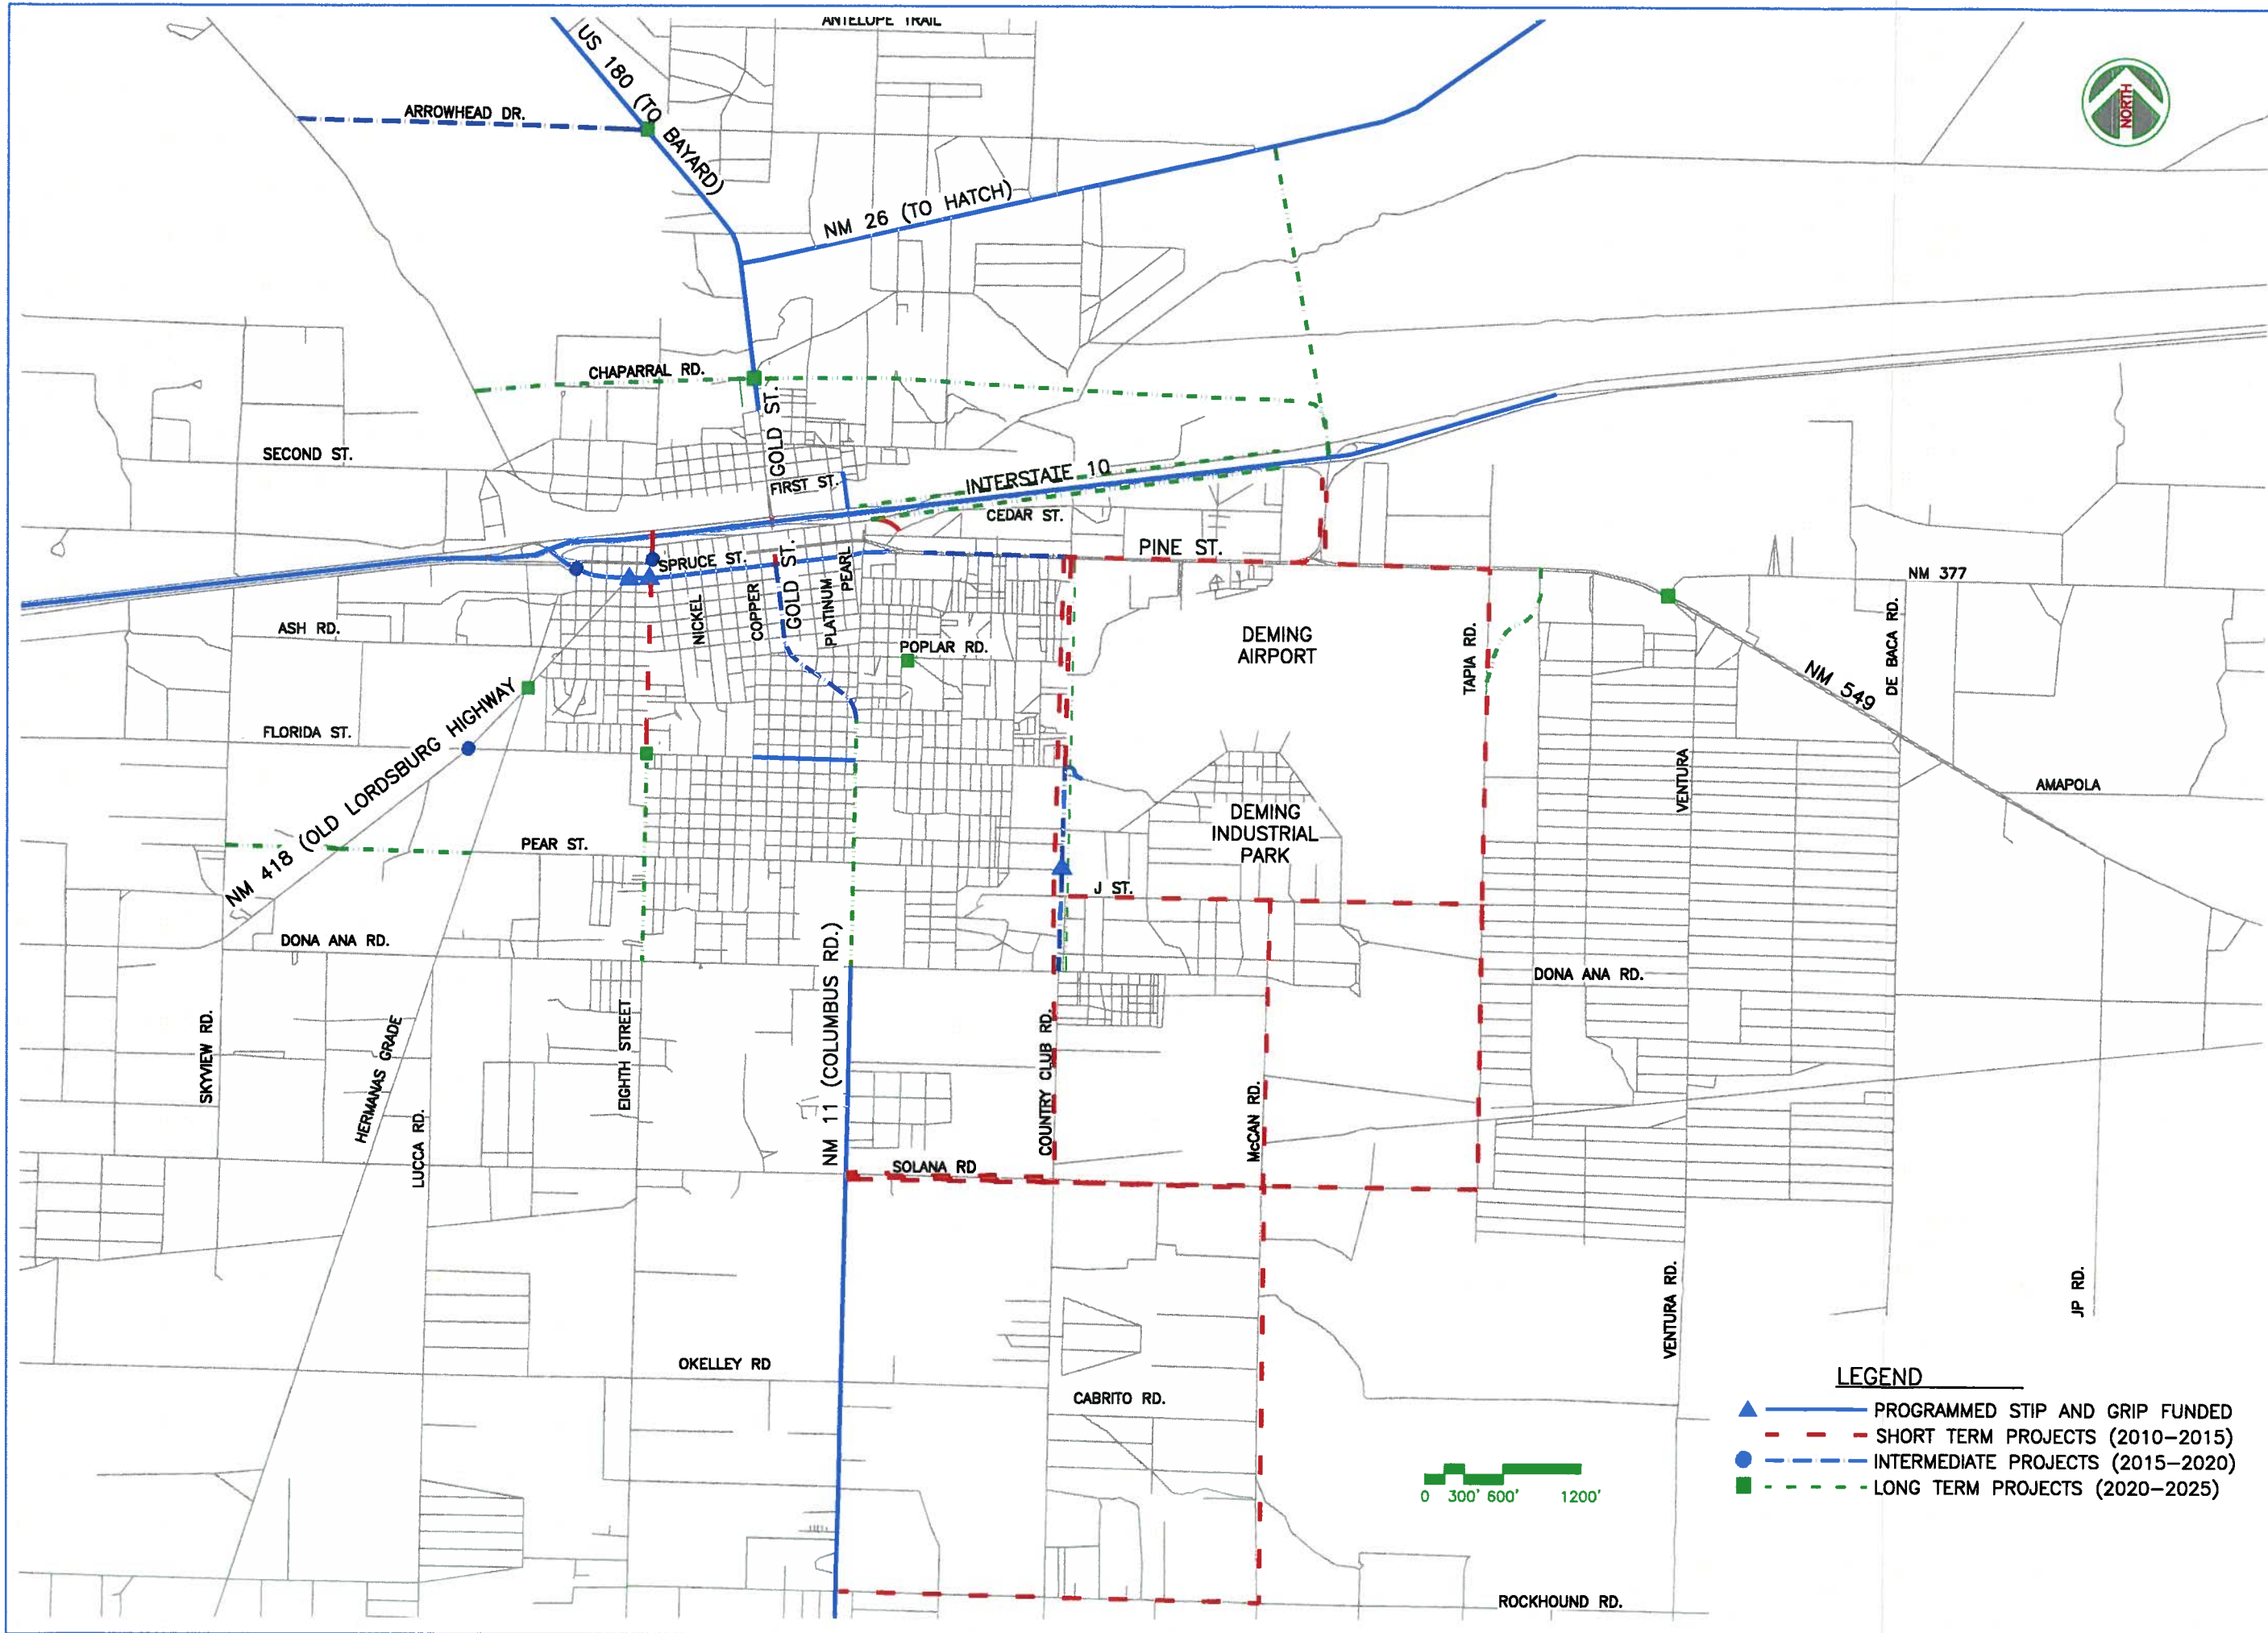 ANTELOPE TRAIL
US 180 (TO BAYARD)
ARROWHEAD DR.
NORTH
NM 26 (TO HATCH)
CHAPARRAL RD.
GOLD ST.
SECOND ST.
FIRST ST.
INTERSTATE 10
CEDAR ST.
PINE ST.
SPRUCE ST.
GOLD ST.
PEARL
PLATINUM
COPPER
NICKEL
NM 377
ASH RD.
DEMING
AIRPORT
POPLAR RD.
TAPIA RD.
DE BACA RD.
NM 549
FLORIDA ST.
NM 418 (OLD LORDSBURG HIGHWAY
VENTURA
AMAPOLA
DEMING
INDUSTRIAL
PARK
PEAR ST.
J ST.
DONA ANA RD.
DONA ANA RD.
NM 11 (COLUMBUS RD.)
SKYVIEW RD.
HERMANAS GRADE
LUCCA RD.
EIGHTH STREET
COUNTRY CLUB RD.
McCAN RD.
SOLANA RD
VENTURA RD.
JP RD.
OKELLEY RD
CABRITO RD.
LEGEND
PROGRAMMED STIP AND GRIP FUNDED
SHORT TERM PROJECTS (2010-2015)
INTERMEDIATE PROJECTS (2015-2020)
LONG TERM PROJECTS (2020-2025)
0 300' 600' 1200'
ROCKHOUND RD.